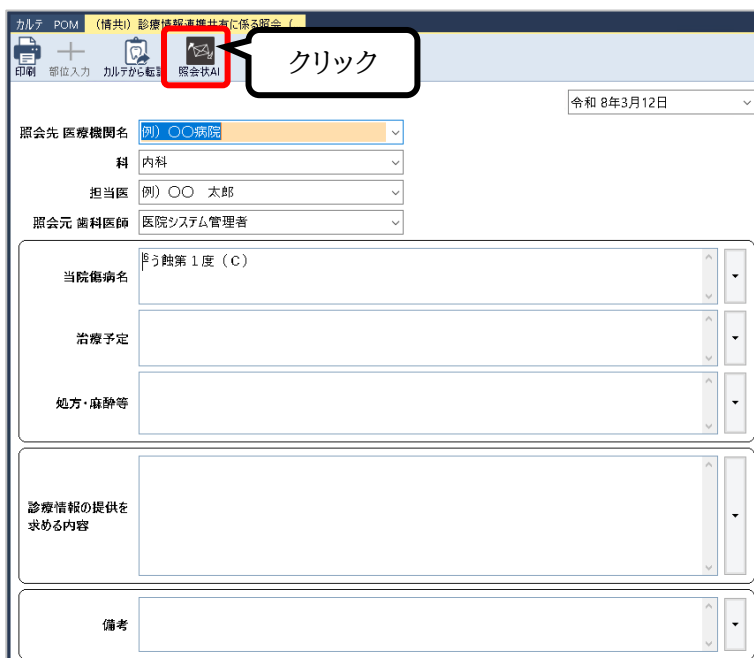 カルテ POM (情共Ⅰ) 診療情報連携共有に係る照会 (
印刷 部位入力 カルテから転記 照会状AI
クリック
令和 8年3月12日
照会先 医療機関名 例) 〇〇病院
科 内科
担当医 例) 〇〇 太郎
照会元 歯科医師 医院システム管理者
当院傷病名 う蝕第1度(C)
治療予定
処方・麻酔等
診療情報の提供を
求める内容
備考